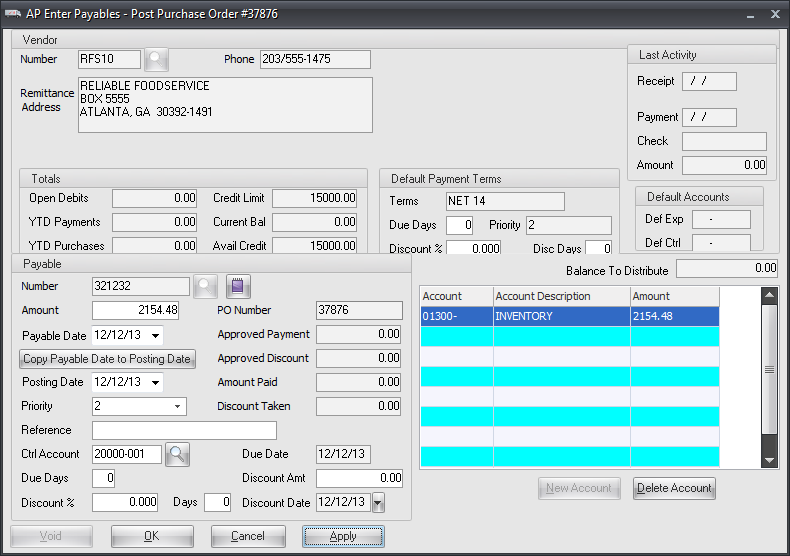 AP Enter Payables - Post Purchase Order #37876
Vendor
Number RFS10 Phone 203/555-1475
Remittance Address
RELIABLE FOODSERVICE
BOX 5555
ATLANTA, GA 30392-1491
Last Activity
Receipt / /
Payment / /
Check
Amount 0.00
Totals
Open Debits 0.00 Credit Limit 15000.00
YTD Payments 0.00 Current Bal 0.00
YTD Purchases 0.00 Avail Credit 15000.00
Default Payment Terms
Terms NET 14
Due Days 0 Priority 2
Discount % 0.000 Disc Days 0
Default Accounts
Def Exp -
Def Ctrl -
Payable
Number 321232
Amount 2154.48 PO Number 37876
Payable Date 12/12/13 Approved Payment 0.00
Copy Payable Date to Posting Date Approved Discount 0.00
Posting Date 12/12/13 Amount Paid 0.00
Priority 2 Discount Taken 0.00
Reference
Ctrl Account 20000-001 Due Date 12/12/13
Due Days 0 Discount Amt 0.00
Discount % 0.000 Days 0 Discount Date 12/12/13
Balance To Distribute 0.00
Account Account Description Amount
01300- INVENTORY 2154.48
New Account Delete Account
Void OK Cancel Apply